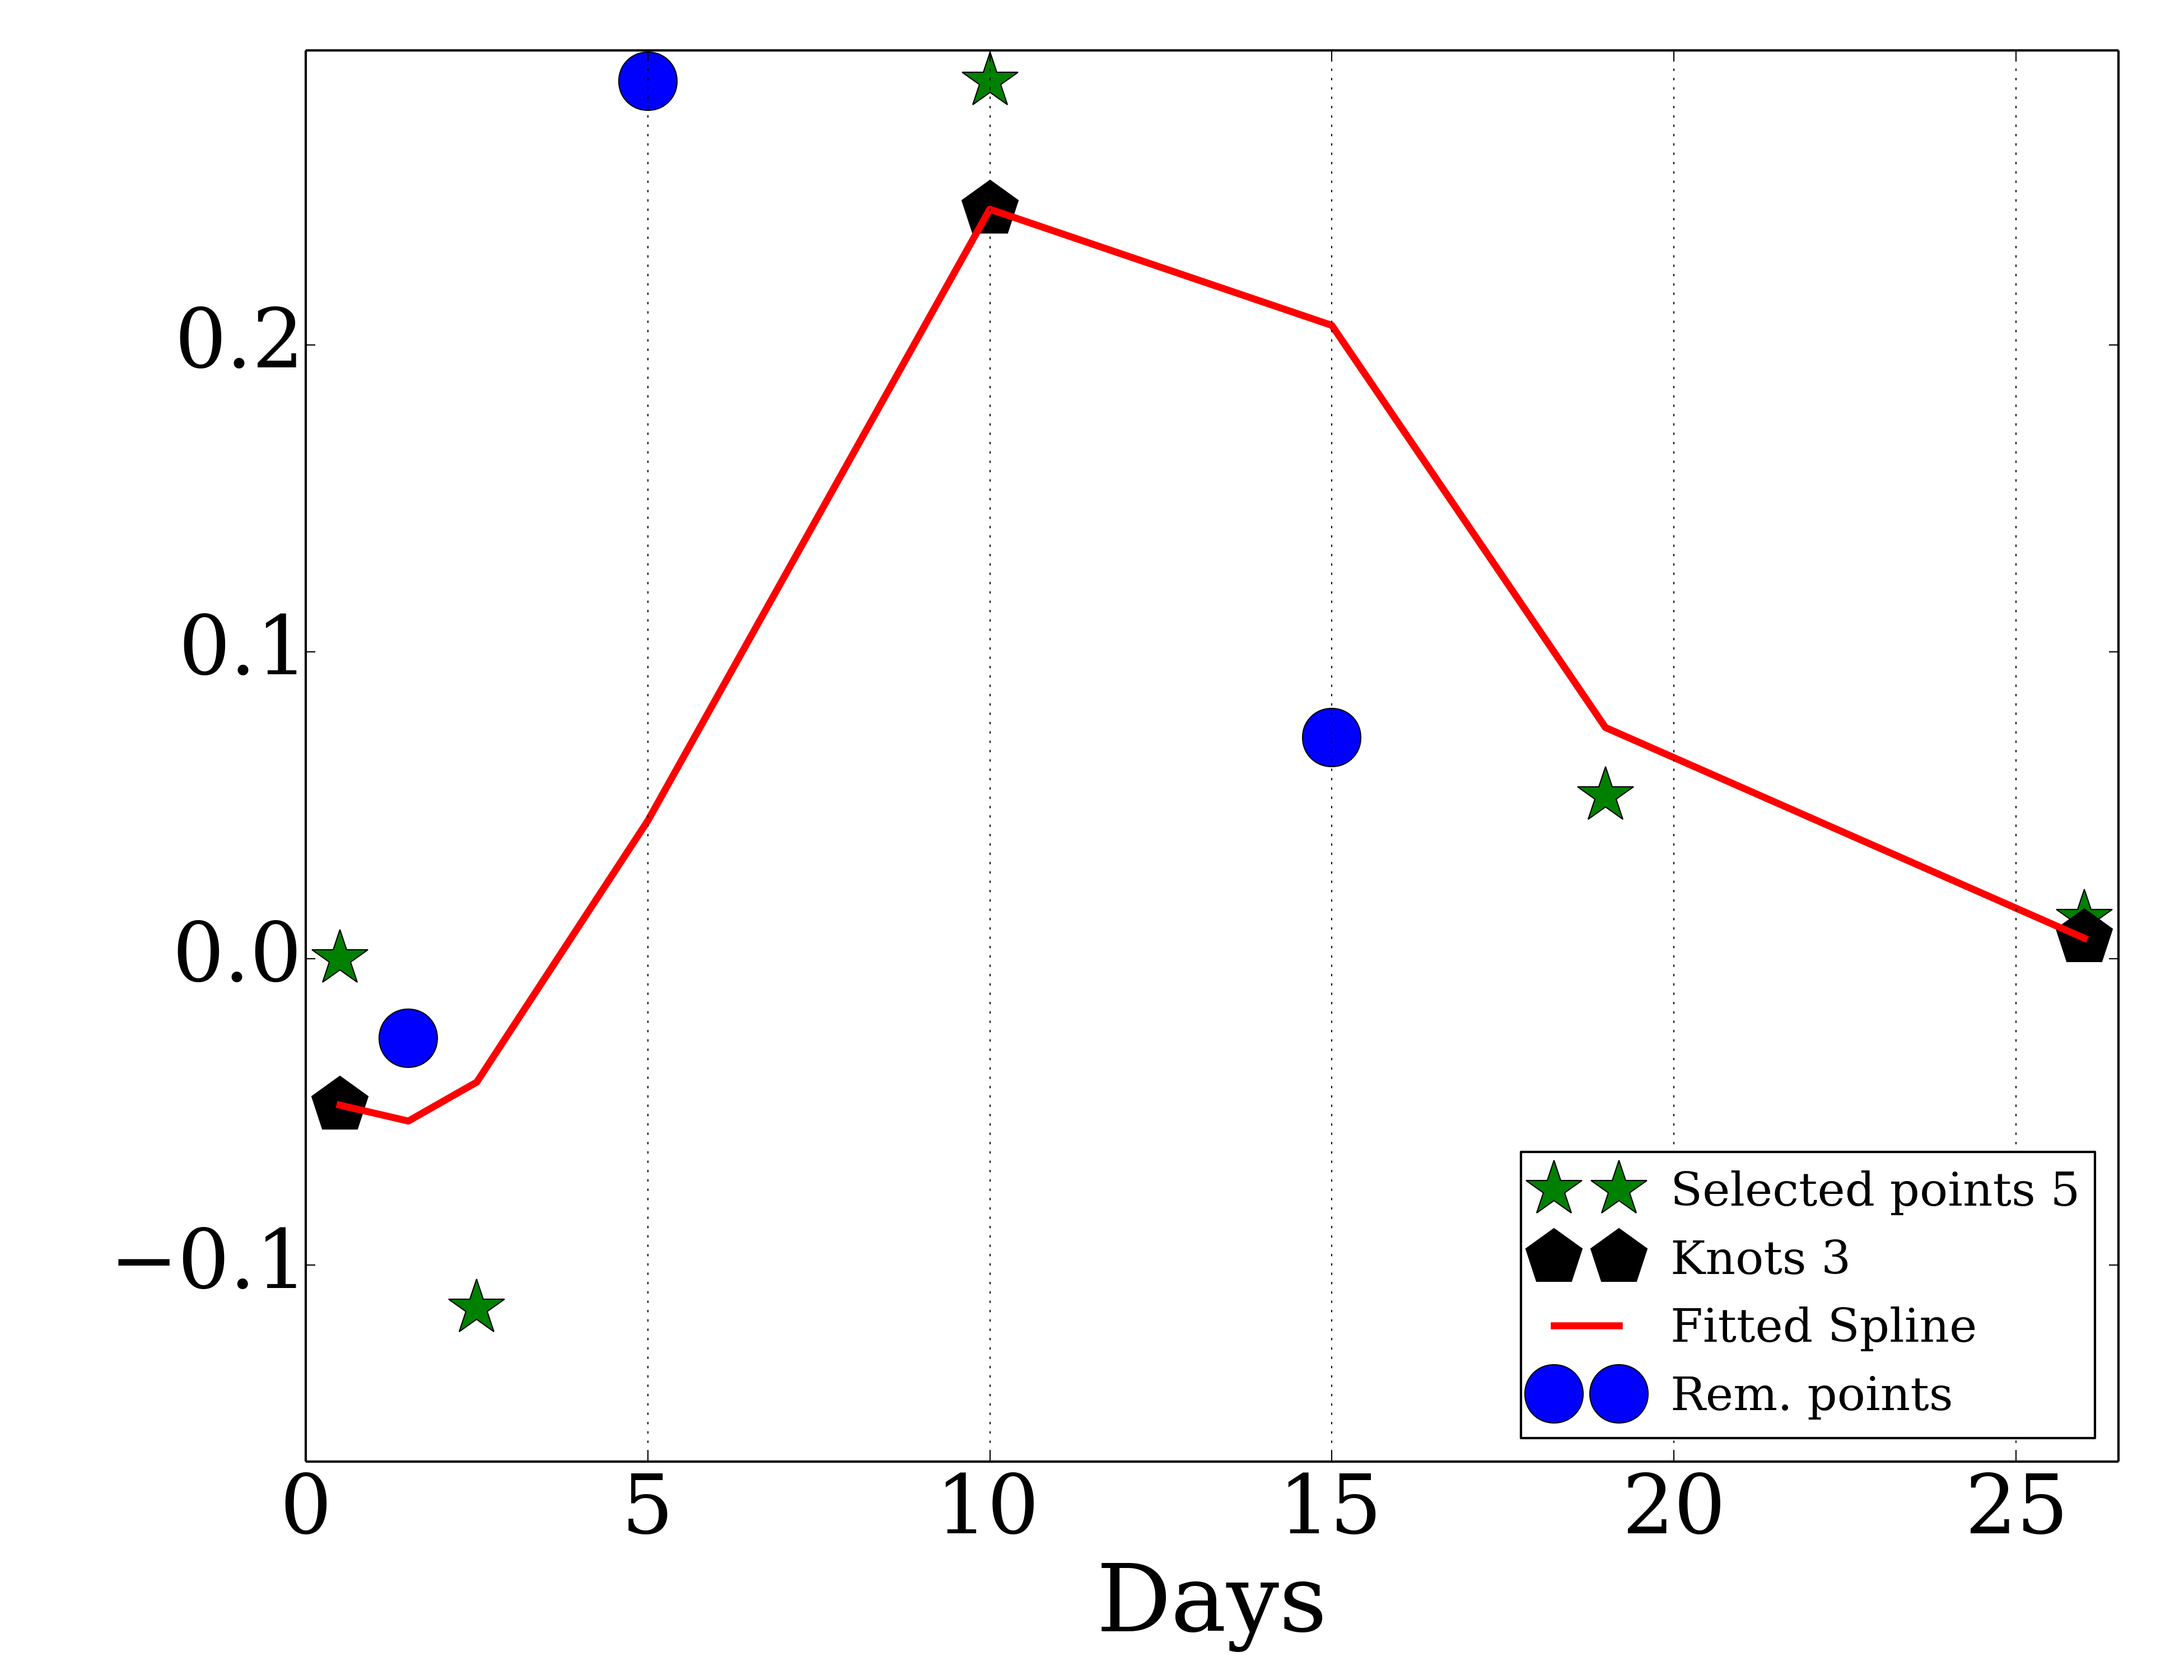 0.2
0.1
0.0
−0.1
0 5 10 15 20 25
Days
Selected points 5
Knots 3
Fitted Spline
Rem. points